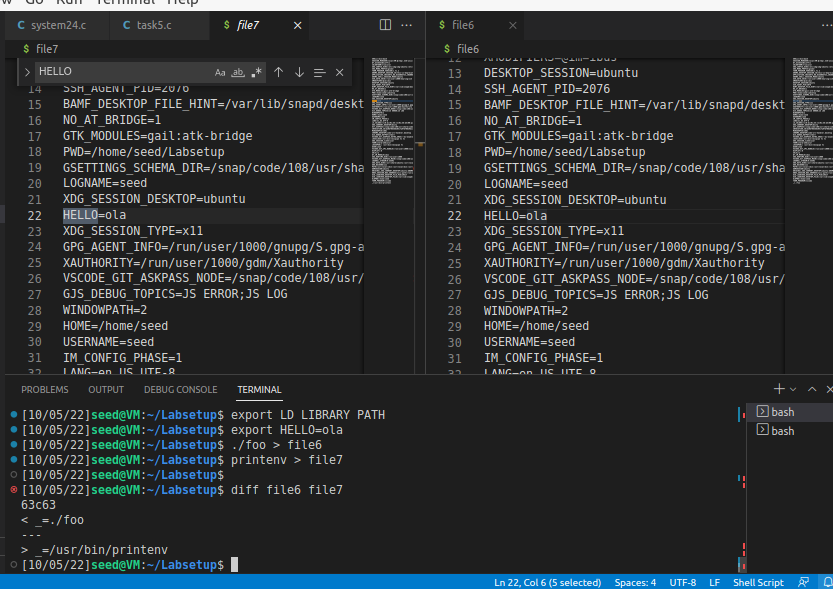 w Go Run Terminal Help
C system24.c C task5.c $ file7 × ··· $ file6 × ···
$ file7
$ file6
> HELLO Aa ab .* ↑ ↓ ×
14 SSH_AGENT_PID=2076
15 BAMF_DESKTOP_FILE_HINT=/var/lib/snapd/deskt
16 NO_AT_BRIDGE=1
17 GTK_MODULES=gail:atk-bridge
18 PWD=/home/seed/Labsetup
19 GSETTINGS_SCHEMA_DIR=/snap/code/108/usr/sha
20 LOGNAME=seed
21 XDG_SESSION_DESKTOP=ubuntu
22 HELLO=ola
23 XDG_SESSION_TYPE=x11
24 GPG_AGENT_INFO=/run/user/1000/gnupg/S.gpg-a
25 XAUTHORITY=/run/user/1000/gdm/Xauthority
26 VSCODE_GIT_ASKPASS_NODE=/snap/code/108/usr/
27 GJS_DEBUG_TOPICS=JS ERROR;JS LOG
28 WINDOWPATH=2
29 HOME=/home/seed
30 USERNAME=seed
31 IM_CONFIG_PHASE=1
32 LANG=en_US.UTF-8
12 XMODIFIERS=@im=ibus
13 DESKTOP_SESSION=ubuntu
14 SSH_AGENT_PID=2076
15 BAMF_DESKTOP_FILE_HINT=/var/lib/snapd/deskt
16 NO_AT_BRIDGE=1
17 GTK_MODULES=gail:atk-bridge
18 PWD=/home/seed/Labsetup
19 GSETTINGS_SCHEMA_DIR=/snap/code/108/usr/sha
20 LOGNAME=seed
21 XDG_SESSION_DESKTOP=ubuntu
22 HELLO=ola
23 XDG_SESSION_TYPE=x11
24 GPG_AGENT_INFO=/run/user/1000/gnupg/S.gpg-a
25 XAUTHORITY=/run/user/1000/gdm/Xauthority
26 VSCODE_GIT_ASKPASS_NODE=/snap/code/108/usr/
27 GJS_DEBUG_TOPICS=JS ERROR;JS LOG
28 WINDOWPATH=2
29 HOME=/home/seed
30 USERNAME=seed
31 IM_CONFIG_PHASE=1
32 LANG=en_US.UTF-8
PROBLEMS OUTPUT DEBUG CONSOLE TERMINAL
[10/05/22]seed@VM:~/Labsetup$ export LD LIBRARY PATH
[10/05/22]seed@VM:~/Labsetup$ export HELLO=ola
[10/05/22]seed@VM:~/Labsetup$ ./foo > file6
[10/05/22]seed@VM:~/Labsetup$ printenv > file7
[10/05/22]seed@VM:~/Labsetup$
[10/05/22]seed@VM:~/Labsetup$ diff file6 file7
63c63
< _=./foo
---
> _=/usr/bin/printenv
[10/05/22]seed@VM:~/Labsetup$
bash
bash
Ln 22, Col 6 (5 selected) Spaces: 4 UTF-8 LF Shell Script